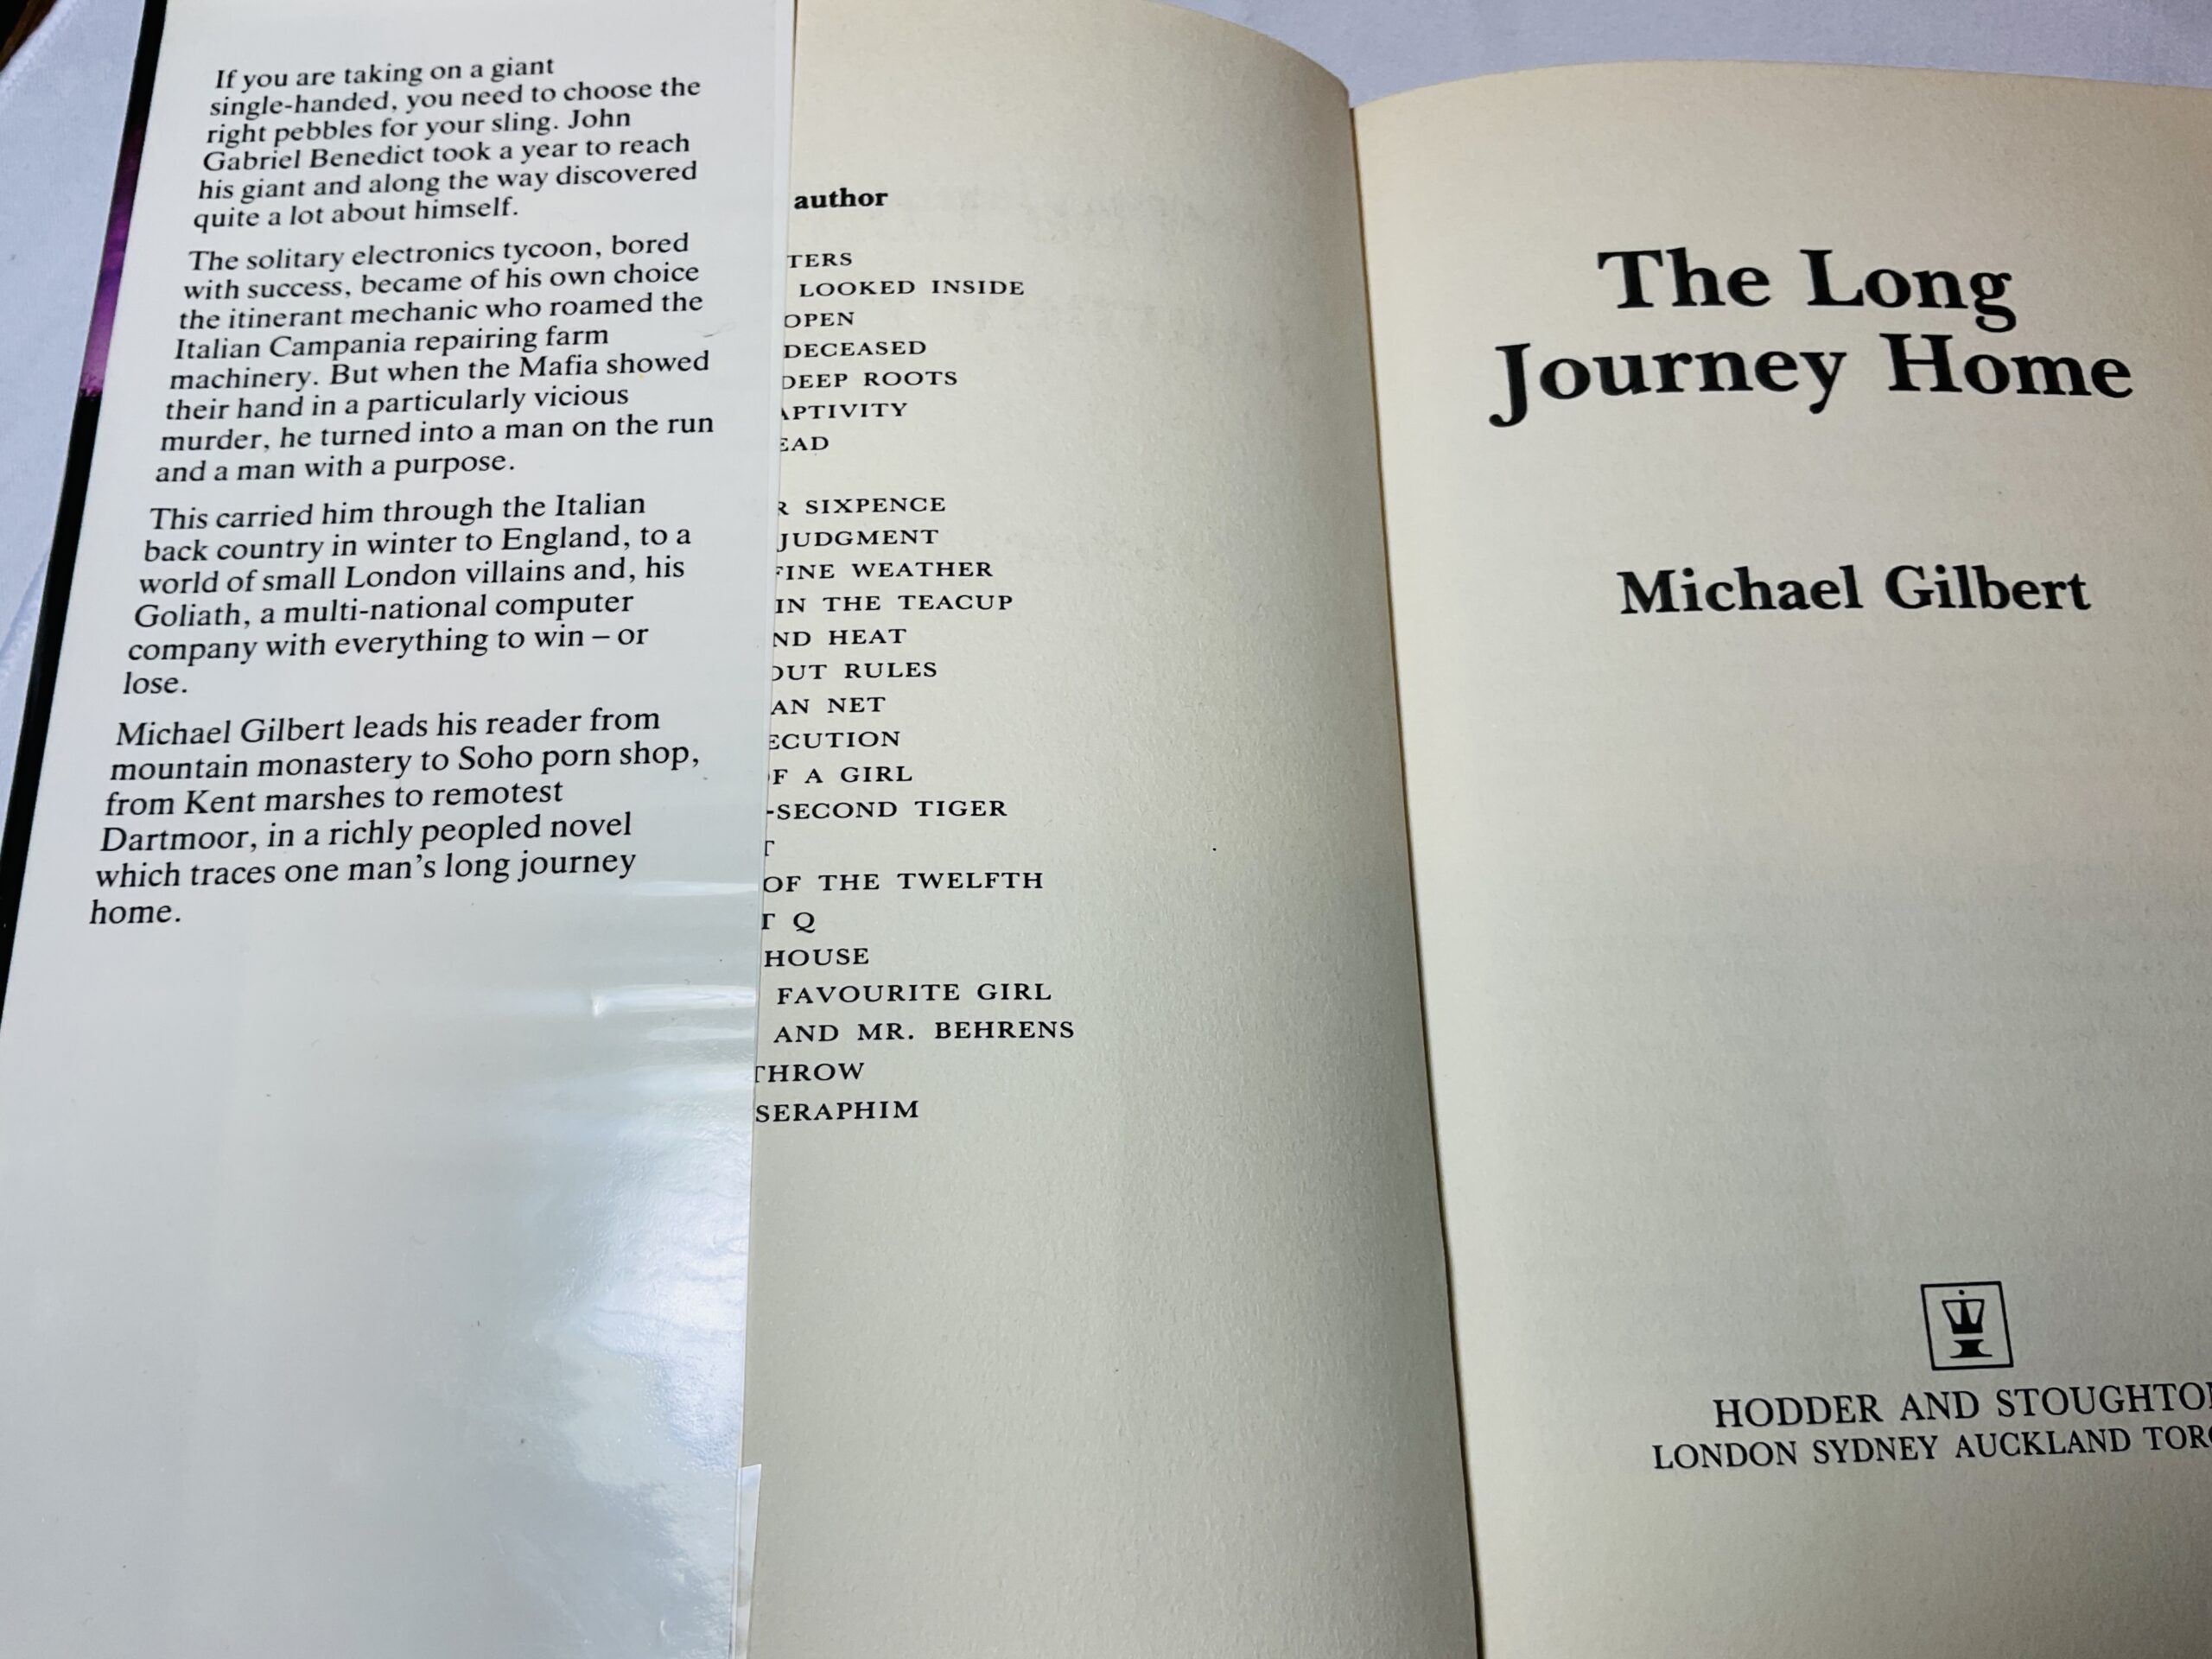 If you are taking on a giant
single-handed, you need to choose the
right pebbles for your sling. John
Gabriel Benedict took a year to reach
his giant and along the way discovered
quite a lot about himself.
The solitary electronics tycoon, bored
with success, became of his own choice
the itinerant mechanic who roamed the
Italian Campania repairing farm
machinery. But when the Mafia showed
their hand in a particularly vicious
murder, he turned into a man on the run
and a man with a purpose.
This carried him through the Italian
back country in winter to England, to a
world of small London villains and, his
Goliath, a multi-national computer
company with everything to win – or
lose.
Michael Gilbert leads his reader from
mountain monastery to Soho porn shop,
from Kent marshes to remotest
Dartmoor, in a richly peopled novel
which traces one man's long journey
home.
author
TERS
LOOKED INSIDE
OPEN
DECEASED
DEEP ROOTS
APTIVITY
EAD
R SIXPENCE
JUDGMENT
FINE WEATHER
IN THE TEACUP
ND HEAT
OUT RULES
AN NET
ECUTION
OF A GIRL
-SECOND TIGER
T
OF THE TWELFTH
T Q
HOUSE
FAVOURITE GIRL
AND MR. BEHRENS
THROW
SERAPHIM
The Long
Journey Home
Michael Gilbert
HODDER AND STOUGHTO
LONDON SYDNEY AUCKLAND TORO